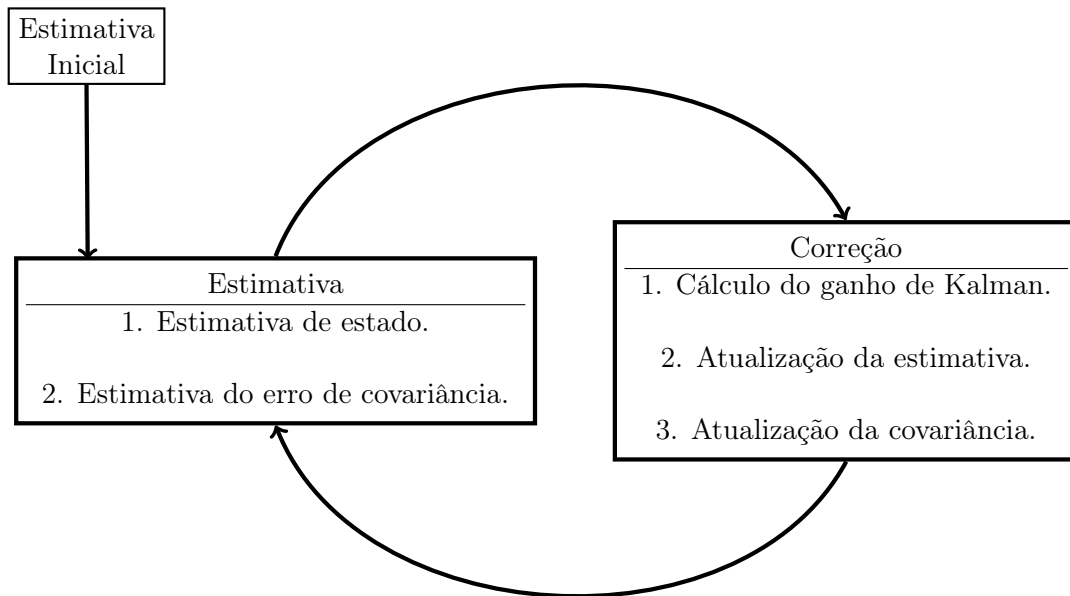 Estimativa
Inicial
Estimativa
1. Estimativa de estado.
2. Estimativa do erro de covariância.
Correção
1. Cálculo do ganho de Kalman.
2. Atualização da estimativa.
3. Atualização da covariância.